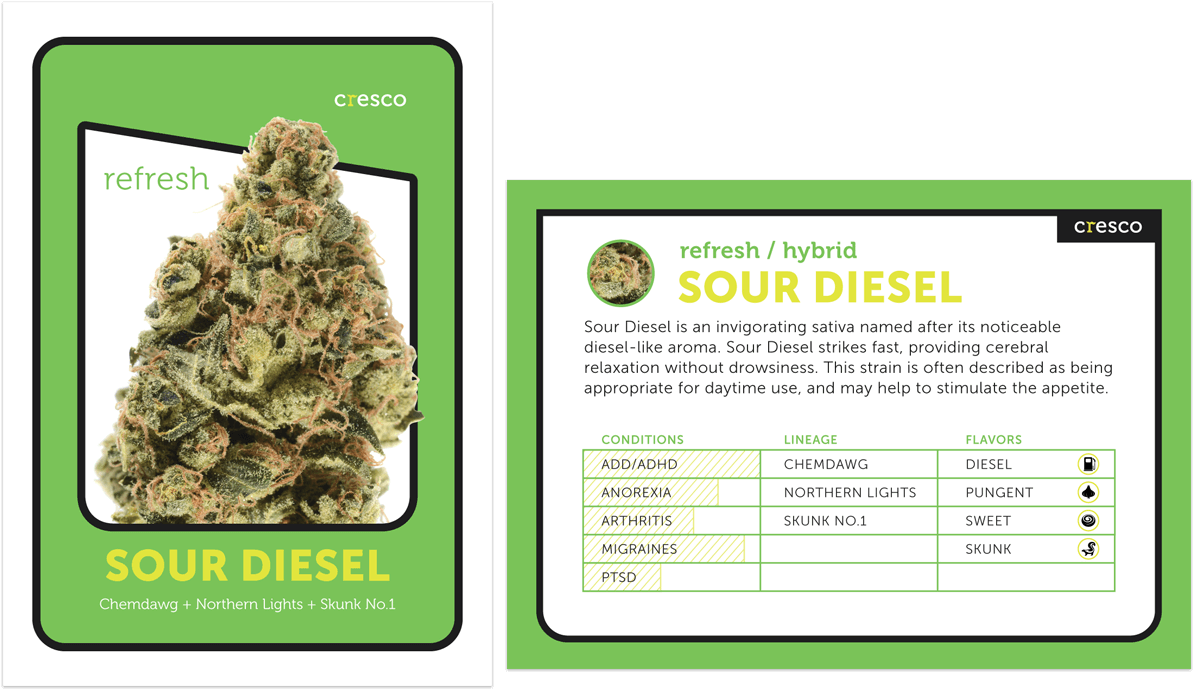 cresco
refresh
SOUR DIESEL
Chemdawg + Northern Lights + Skunk No.1
cresco
refresh / hybrid
SOUR DIESEL
Sour Diesel is an invigorating sativa named after its noticeable
diesel-like aroma. Sour Diesel strikes fast, providing cerebral
relaxation without drowsiness. This strain is often described as being
appropriate for daytime use, and may help to stimulate the appetite.
CONDITIONS LINEAGE FLAVORS
ADD/ADHD CHEMDAWG DIESEL
ANOREXIA NORTHERN LIGHTS PUNGENT
ARTHRITIS SKUNK NO.1 SWEET
MIGRAINES SKUNK
PTSD